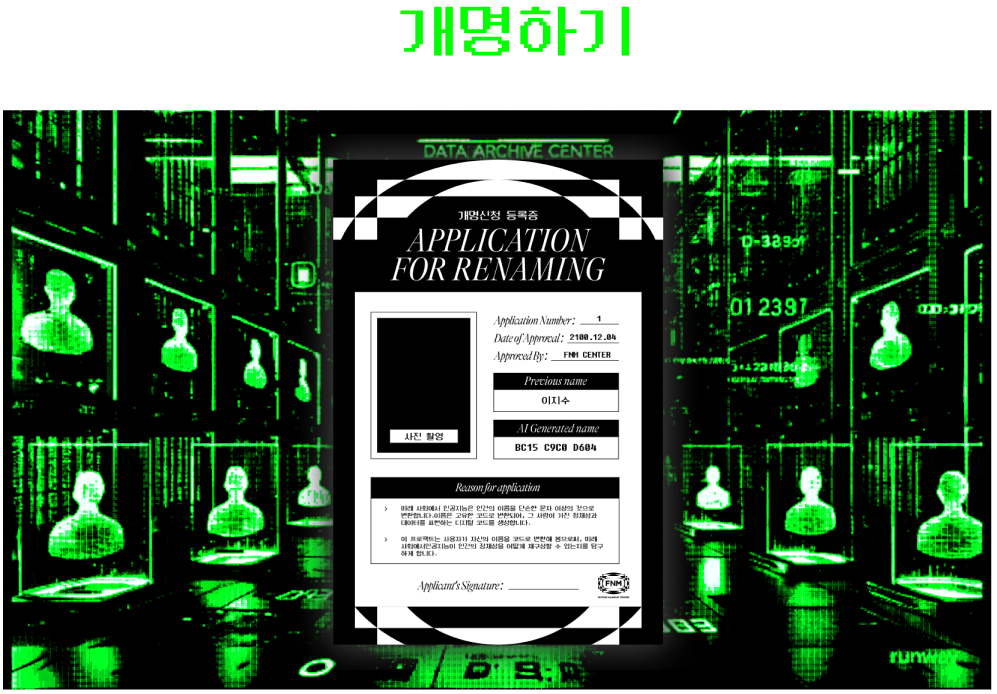 개명하기
DATA ARCHIVE CENTER
개명신청 등록증
APPLICATION
FOR RENAMING
Application Number : 1
Date of Approval : 2100.12.04
Approved By : FNM CENTER
Previous name
이지수
AI Generated name
BC15 C9C0 D604
사진 촬영
Reason for application
> 미래 사회에서 인공지능은 인간의 이름을 단순한 문자 이상의 것으로
변환합니다.이름은 고유한 코드로 변환되어, 그 사람이 가진 정체성과
데이터를 표현하는 디지털 코드를 생성합니다.
> 이 프로젝트는 사용자가 자신의 이름을 코드로 변환해 봄으로써, 미래
사회에서인공지능이 인간의 정체성을 어떻게 재구성할 수 있는지를 탐구
하게 합니다.
Applicant's Signature :
FNM
01 2397